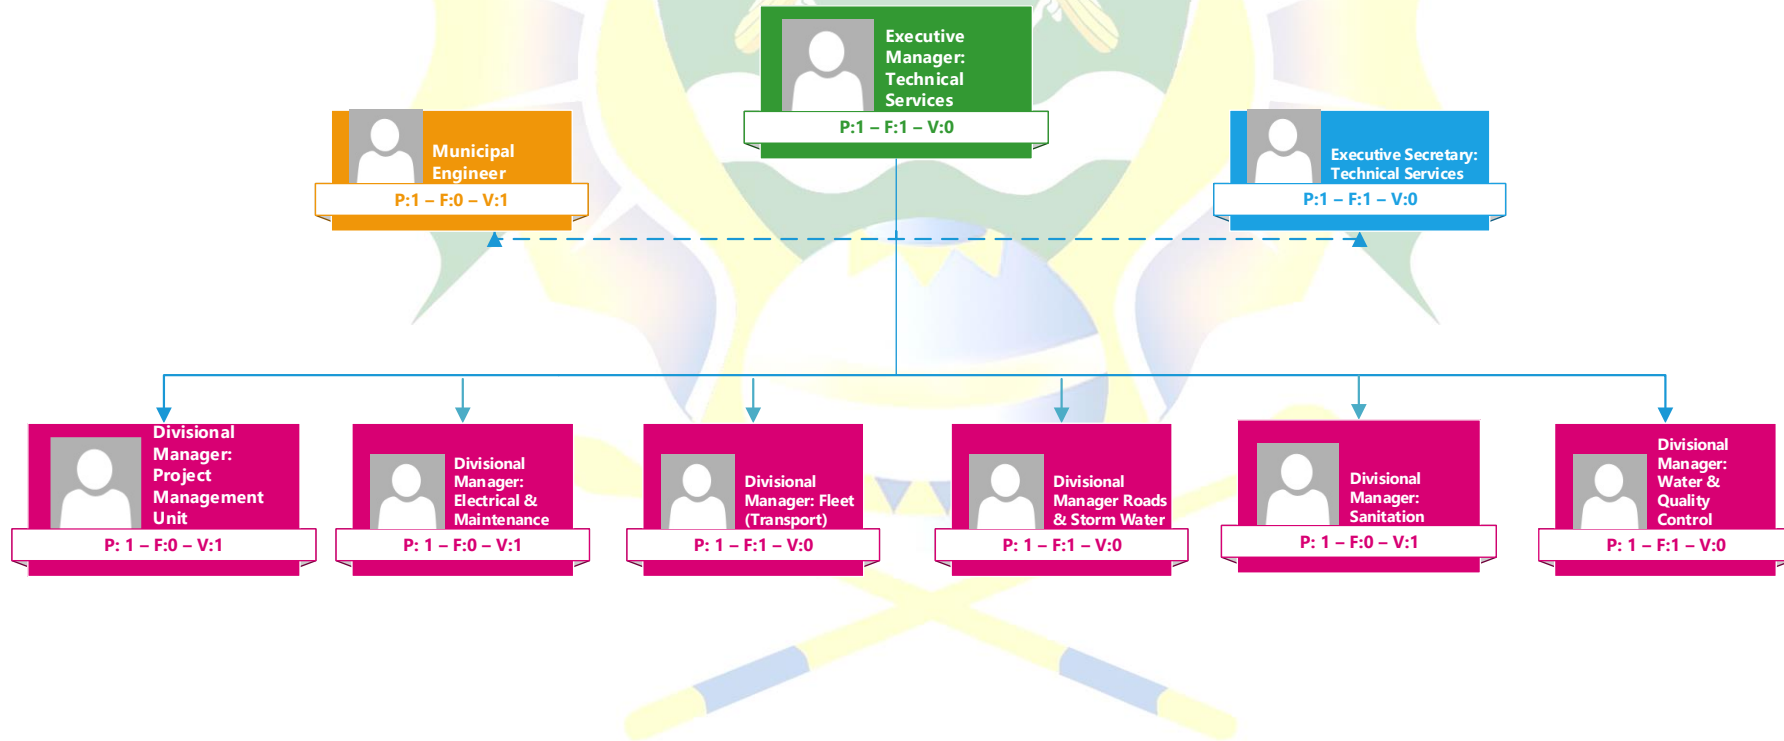 Executive
Manager:
Technical
Services
P:1 – F:1 – V:0
Municipal
Engineer
P:1 – F:0 – V:1
Executive Secretary:
Technical Services
P:1 – F:1 – V:0
Divisional
Manager:
Project
Management
Unit
P: 1 – F:0 – V:1
Divisional
Manager:
Electrical &
Maintenance
P: 1 – F:0 – V:1
Divisional
Manager: Fleet
(Transport)
P: 1 – F:1 – V:0
Divisional
Manager Roads
& Storm Water
P: 1 – F:1 – V:0
Divisional
Manager:
Sanitation
P: 1 – F:0 – V:1
Divisional
Manager:
Water &
Quality
Control
P: 1 – F:1 – V:0